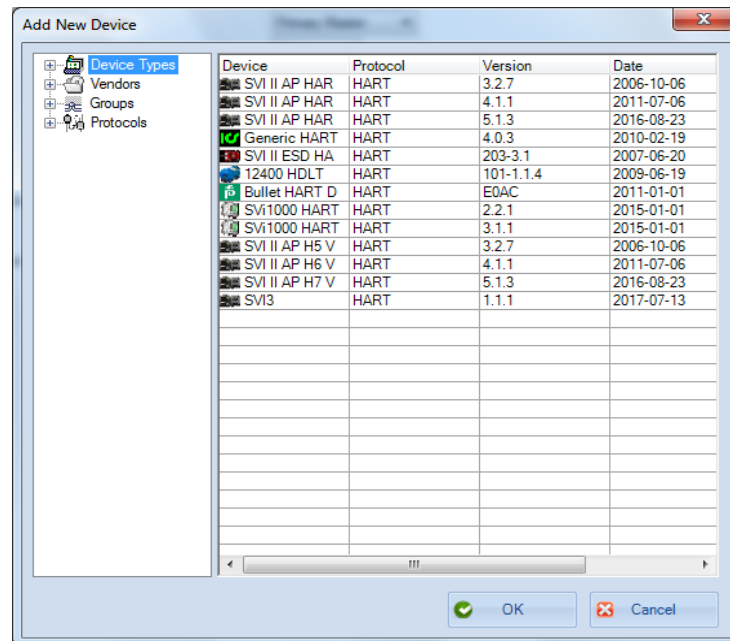 Add New Device
Device Types
Vendors
Groups
Protocols
Device Protocol Version Date
SVI II AP HAR HART 3.2.7 2006-10-06
SVI II AP HAR HART 4.1.1 2011-07-06
SVI II AP HAR HART 5.1.3 2016-08-23
Generic HART HART 4.0.3 2010-02-19
SVI II ESD HA HART 203-3.1 2007-06-20
12400 HDLT HART 101-1.1.4 2009-06-19
Bullet HART D HART E0AC 2011-01-01
SVi1000 HART HART 2.2.1 2015-01-01
SVi1000 HART HART 3.1.1 2015-01-01
SVI II AP H5 V HART 3.2.7 2006-10-06
SVI II AP H6 V HART 4.1.1 2011-07-06
SVI II AP H7 V HART 5.1.3 2016-08-23
SVI3 HART 1.1.1 2017-07-13
OK Cancel